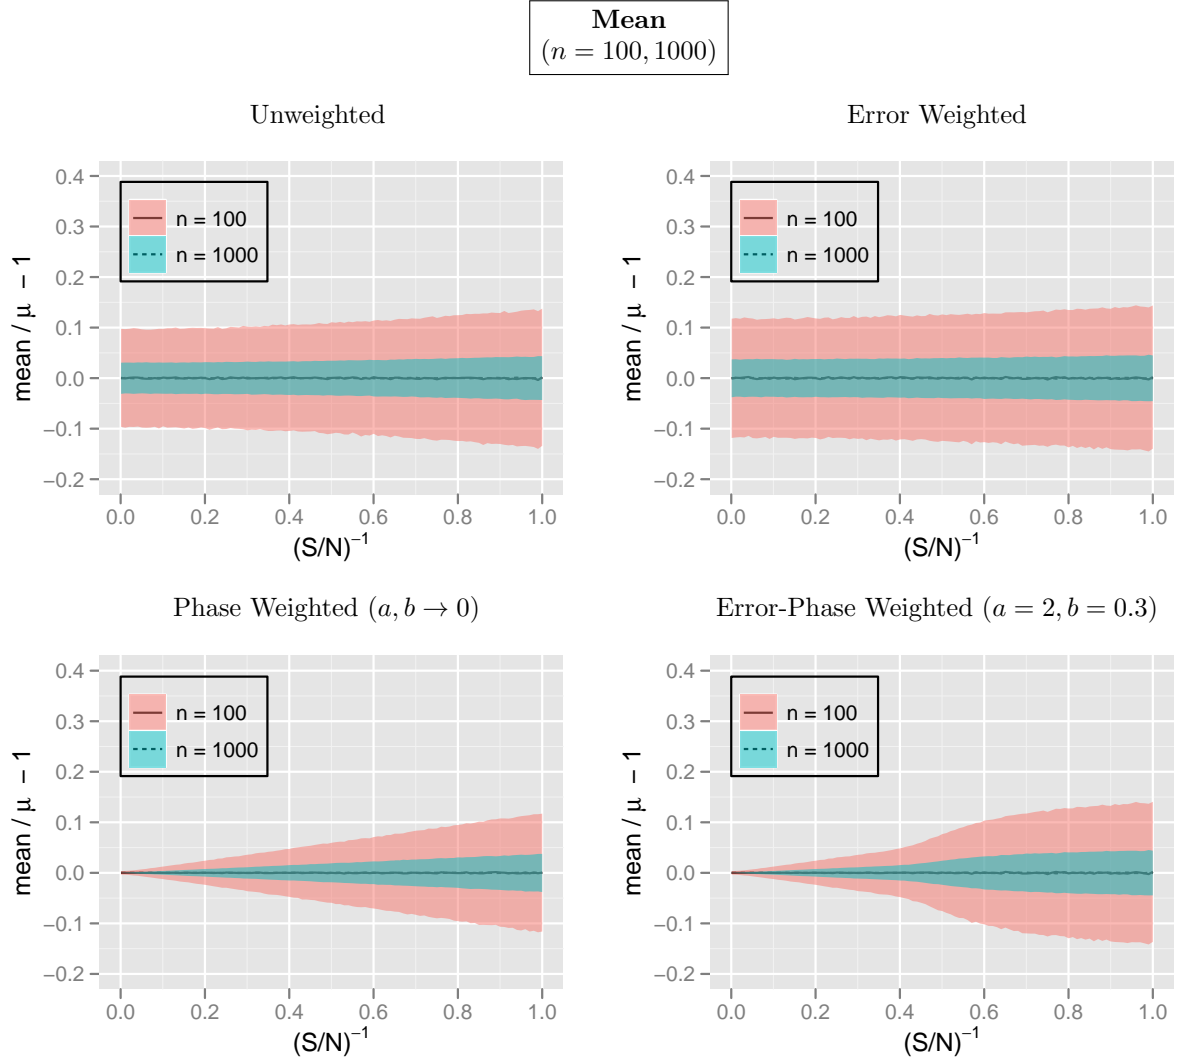 Mean
(n = 100, 1000)
Unweighted
0.4
0.3
0.2
0.1
0.0
−0.1
−0.2
mean / μ − 1
n = 100
n = 1000
0.0 0.2 0.4 0.6 0.8 1.0
(S/N)⁻¹
Error Weighted
0.4
0.3
0.2
0.1
0.0
−0.1
−0.2
mean / μ − 1
n = 100
n = 1000
0.0 0.2 0.4 0.6 0.8 1.0
(S/N)⁻¹
Phase Weighted (a, b → 0)
0.4
0.3
0.2
0.1
0.0
−0.1
−0.2
mean / μ − 1
n = 100
n = 1000
0.0 0.2 0.4 0.6 0.8 1.0
(S/N)⁻¹
Error-Phase Weighted (a = 2, b = 0.3)
0.4
0.3
0.2
0.1
0.0
−0.1
−0.2
mean / μ − 1
n = 100
n = 1000
0.0 0.2 0.4 0.6 0.8 1.0
(S/N)⁻¹